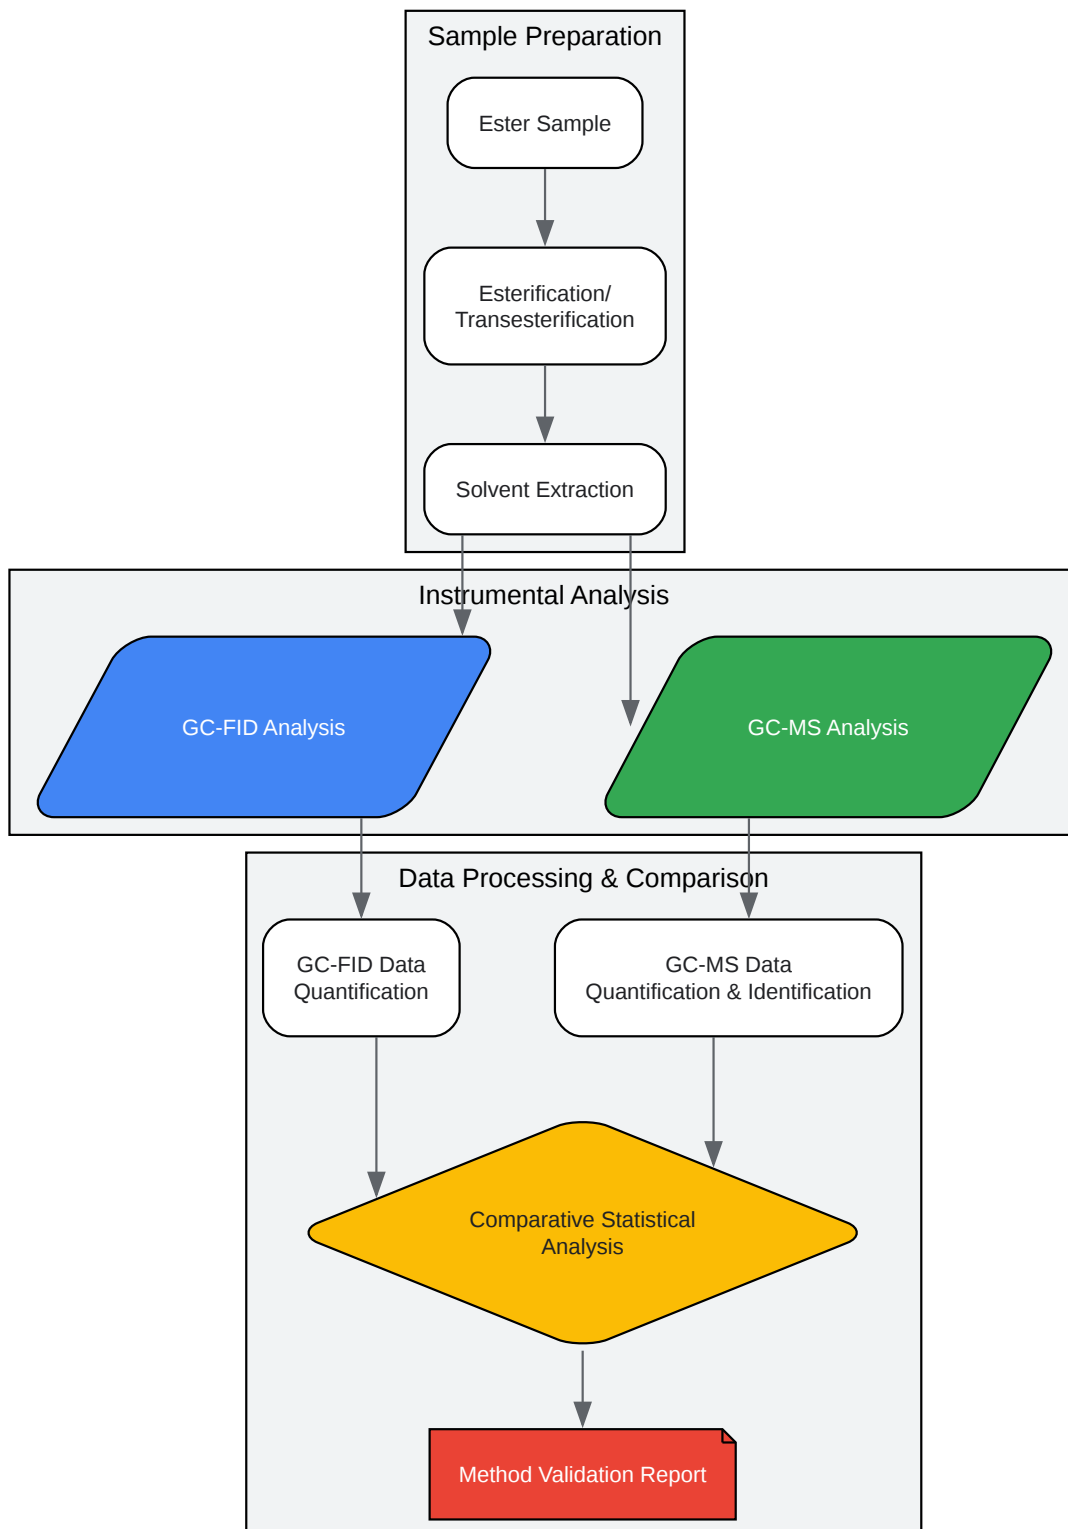 Sample Preparation
Ester Sample
Esterification/
Transesterification
Solvent Extraction
Instrumental Analysis
GC-FID Analysis
GC-MS Analysis
Data Processing & Comparison
GC-FID Data
Quantification
GC-MS Data
Quantification & Identification
Comparative Statistical
Analysis
Method Validation Report